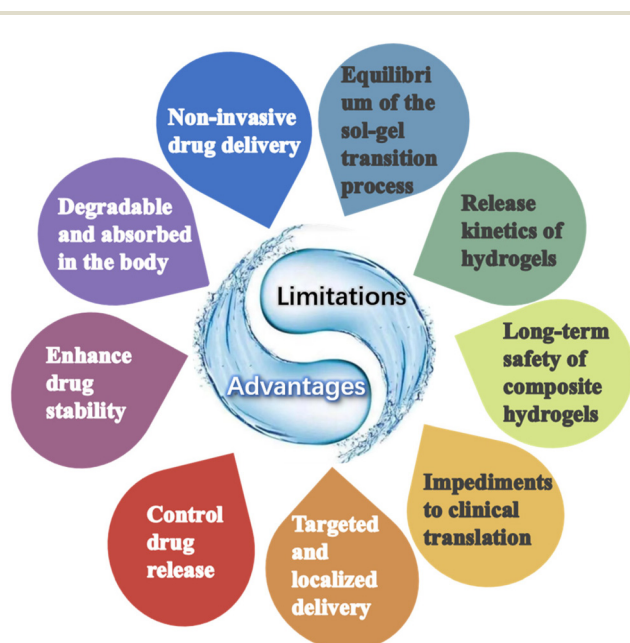 Non-invasive
drug delivery
Equilibri
um of the
sol-gel
transition
process
Degradable
and absorbed
in the body
Release
kinetics of
hydrogels
Limitations
Advantages
Enhance
drug
stability
Long-term
safety of
composite
hydrogels
Control
drug
release
Targeted
and
localized
delivery
Impediments
to clinical
translation